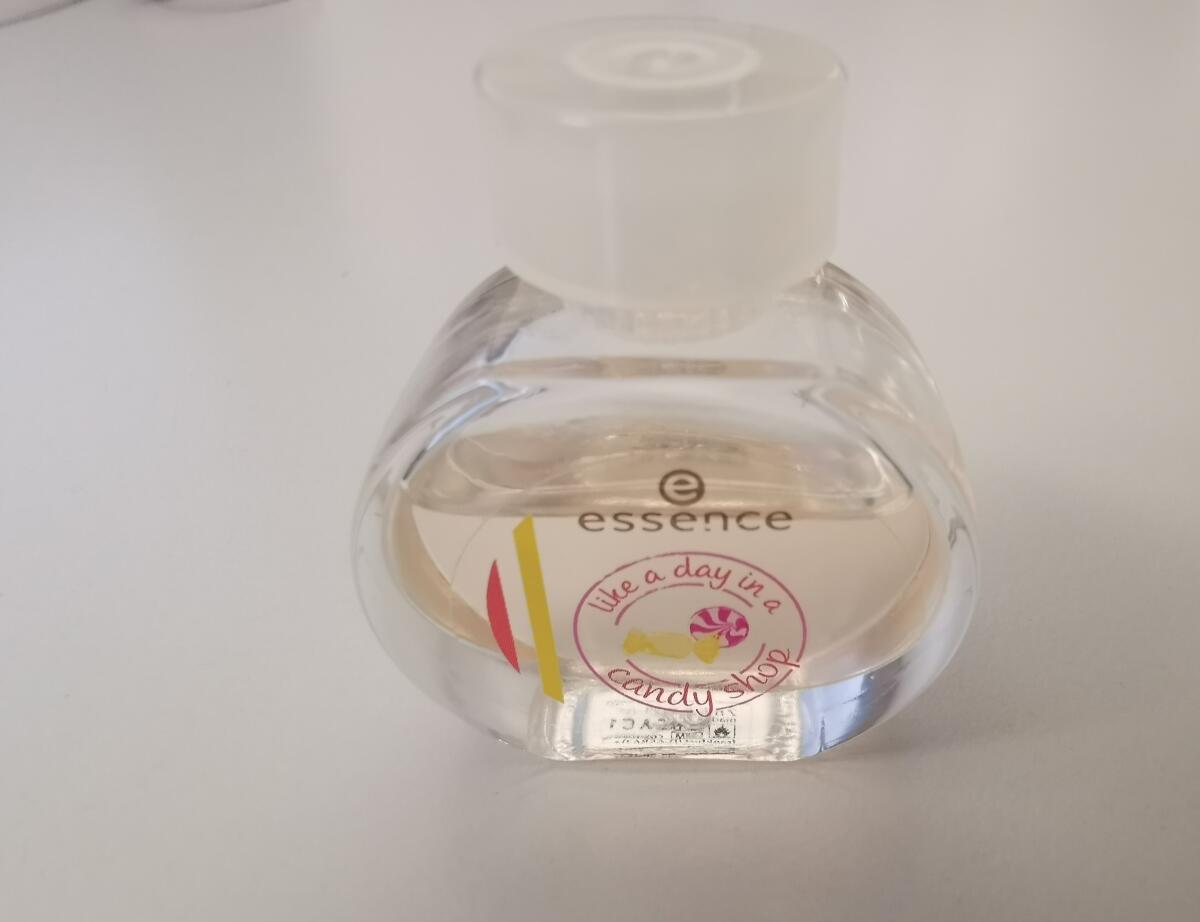 e
essence
like a day in a
candy shop